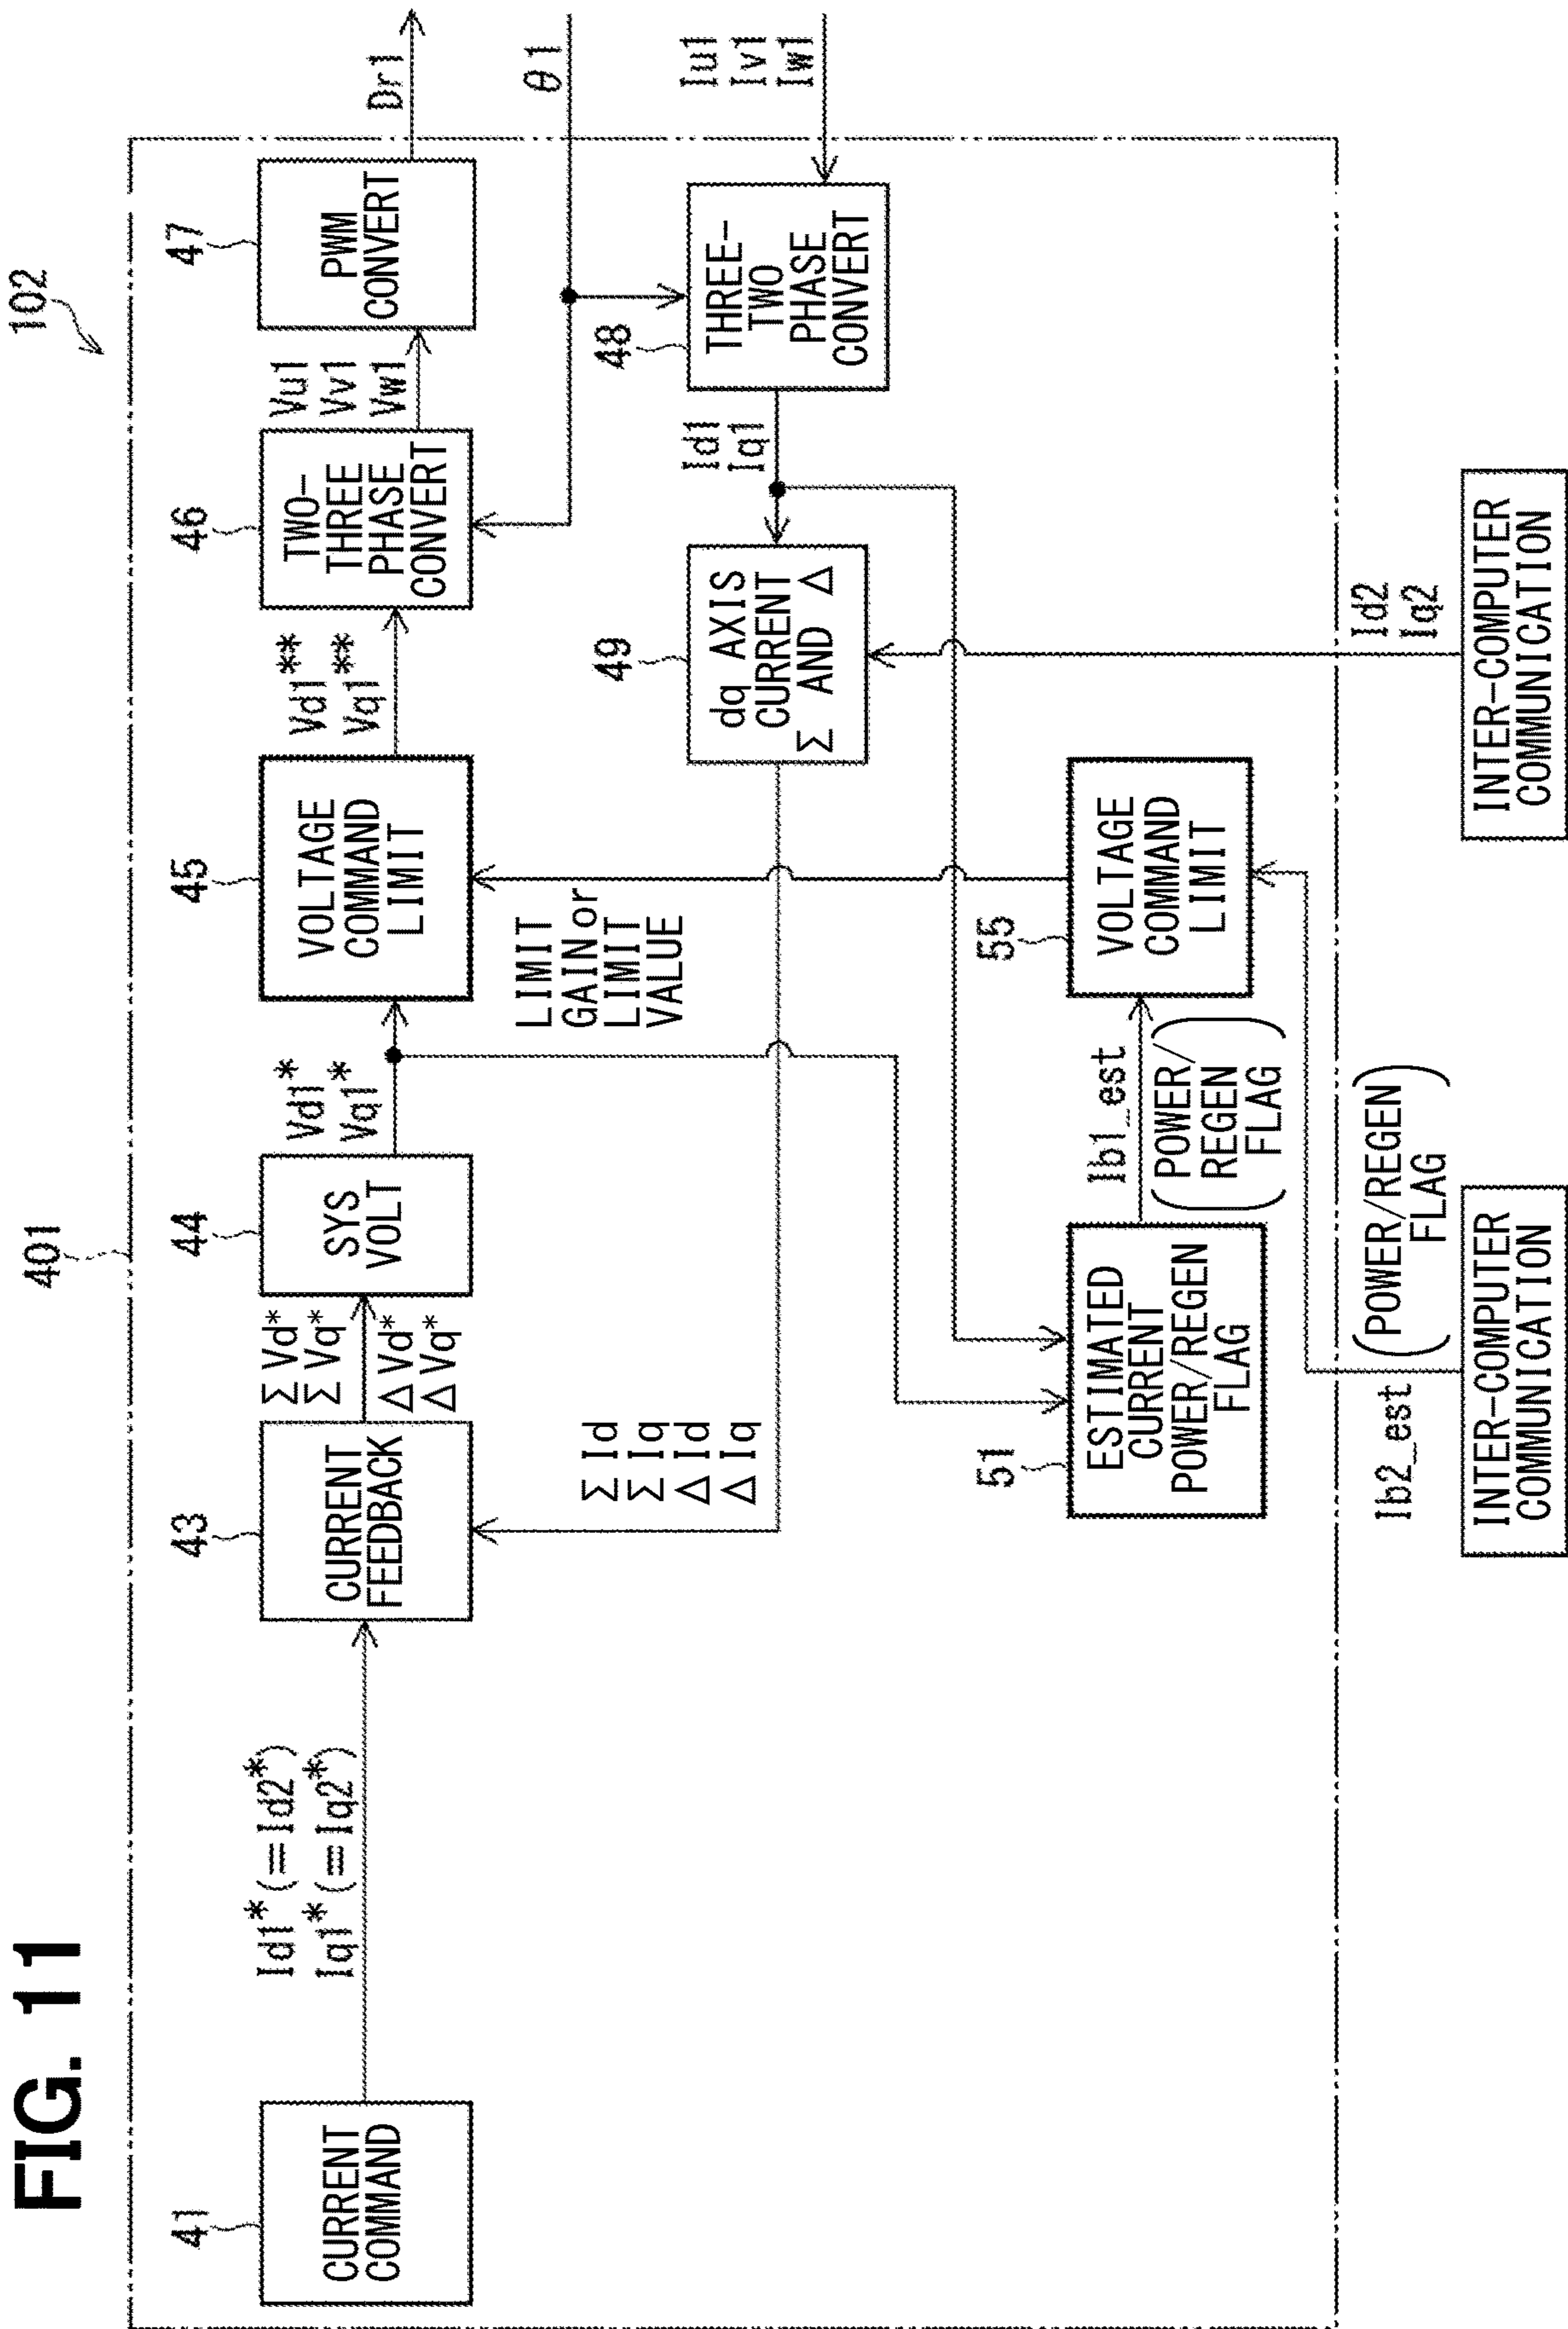 FIG. 11
102
401
41
CURRENT
COMMAND
Id1*(=Id2*)
Iq1*(=Iq2*)
43
CURRENT
FEEDBACK
ΣVd*
ΣVq*
ΔVd*
ΔVq*
44
SYS
VOLT
Vd1*
Vq1*
45
VOLTAGE
COMMAND
LIMIT
Vd1**
Vq1**
46
TWO-
THREE
PHASE
CONVERT
Vu1
Vv1
Vw1
47
PWM
CONVERT
Dr1
θ1
Iu1
Iv1
Iw1
48
THREE-
TWO
PHASE
CONVERT
Id1
Iq1
49
dq AXIS
CURRENT
Σ AND Δ
ΣId
ΣIq
ΔId
ΔIq
LIMIT
GAIN or
LIMIT
VALUE
51
ESTIMATED
CURRENT
POWER/REGEN
FLAG
Ib1_est
(POWER/
REGEN
FLAG)
55
VOLTAGE
COMMAND
LIMIT
Ib2_est
(POWER/REGEN
FLAG)
INTER-COMPUTER
COMMUNICATION
Id2
Iq2
INTER-COMPUTER
COMMUNICATION